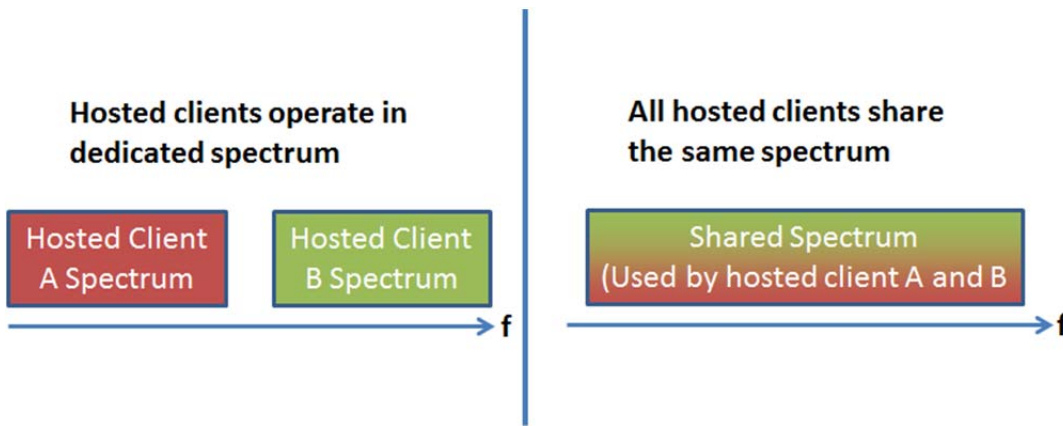 Hosted clients operate in
dedicated spectrum
Hosted Client
A Spectrum
Hosted Client
B Spectrum
f
All hosted clients share
the same spectrum
Shared Spectrum
(Used by hosted client A and B
f